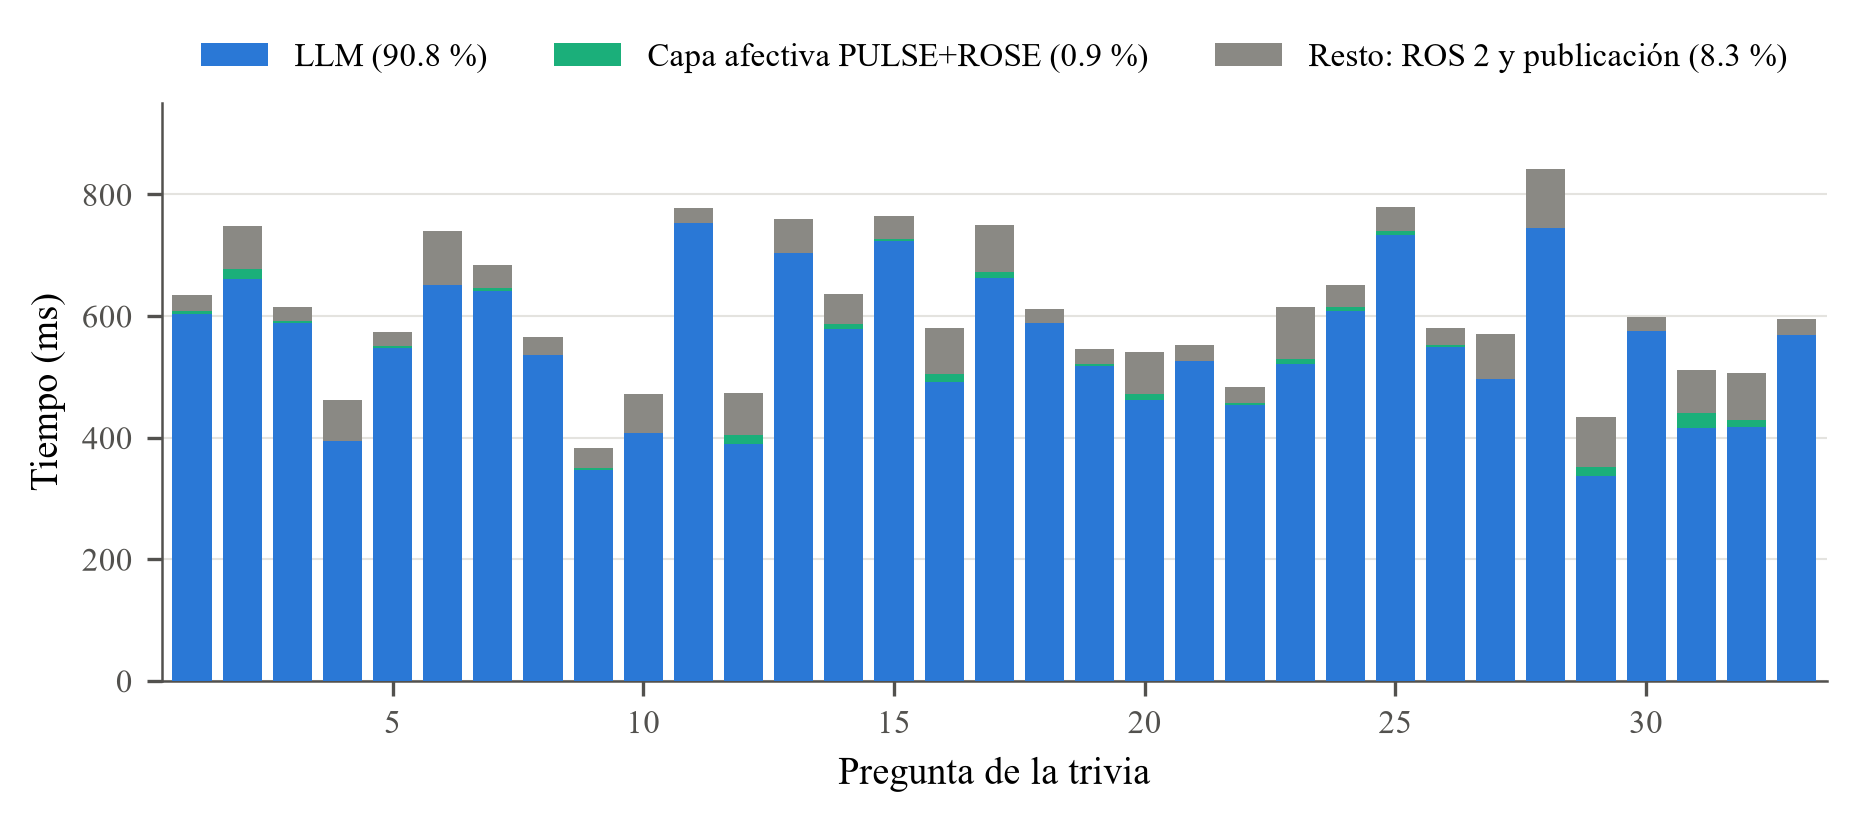 LLM (90.8 %) Capa afectiva PULSE+ROSE (0.9 %) Resto: ROS 2 y publicación (8.3 %)
Tiempo (ms)
800
600
400
200
0
5 10 15 20 25 30
Pregunta de la trivia